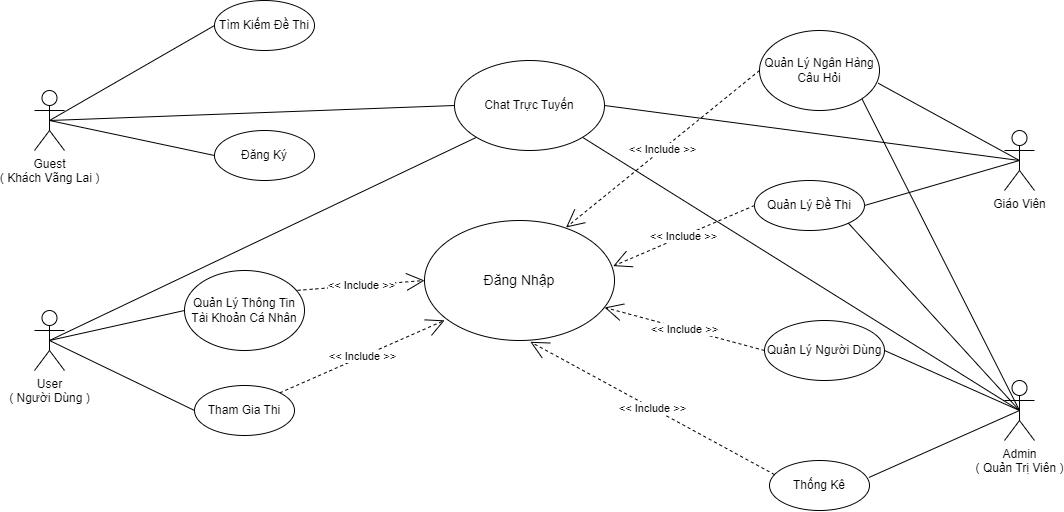 Tìm Kiếm Đề Thi
Quản Lý Ngân Hàng
Câu Hỏi
Chat Trực Tuyến
<< Include >>
Đăng Ký
Guest
( Khách Vãng Lai )
Giáo Viên
Quản Lý Đề Thi
<< Include >>
Đăng Nhập
<< Include >>
Quản Lý Thông Tin
Tài Khoản Cá Nhân
<< Include >>
Quản Lý Người Dùng
<< Include >>
User
( Người Dùng )
Tham Gia Thi
<< Include >>
Admin
( Quản Trị Viên )
Thống Kê